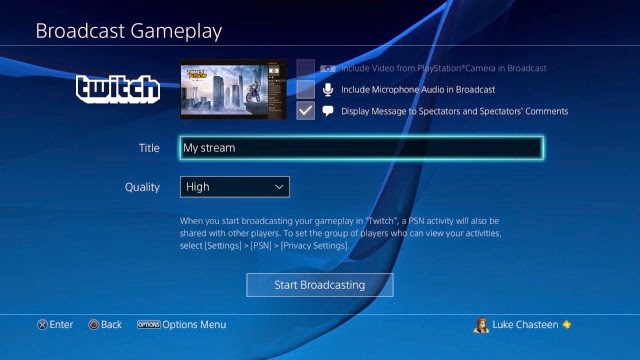 Broadcast Gameplay
twitch
Include Video from PlayStation®Camera in Broadcast
Include Microphone Audio in Broadcast
Display Message to Spectators and Spectators' Comments
Title
My stream
Quality
High
When you start broadcasting your gameplay in "Twitch", a PSN activity will also be
shared with other players. To set the group of players who can view your activities,
select [Settings] > [PSN] > [Privacy Settings].
Start Broadcasting
Enter
Back
OPTIONS Options Menu
Luke Chasteen